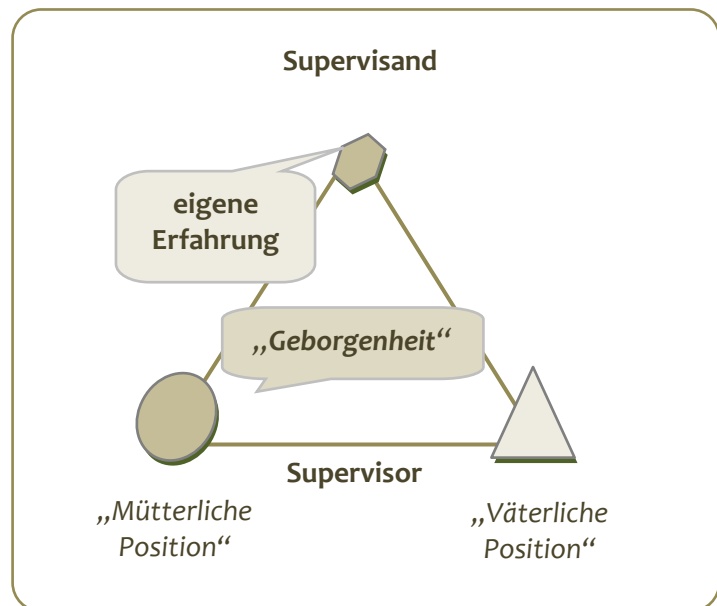 Supervisand
eigene
Erfahrung
„Geborgenheit“
Supervisor
„Mütterliche
Position“
„Väterliche
Position“